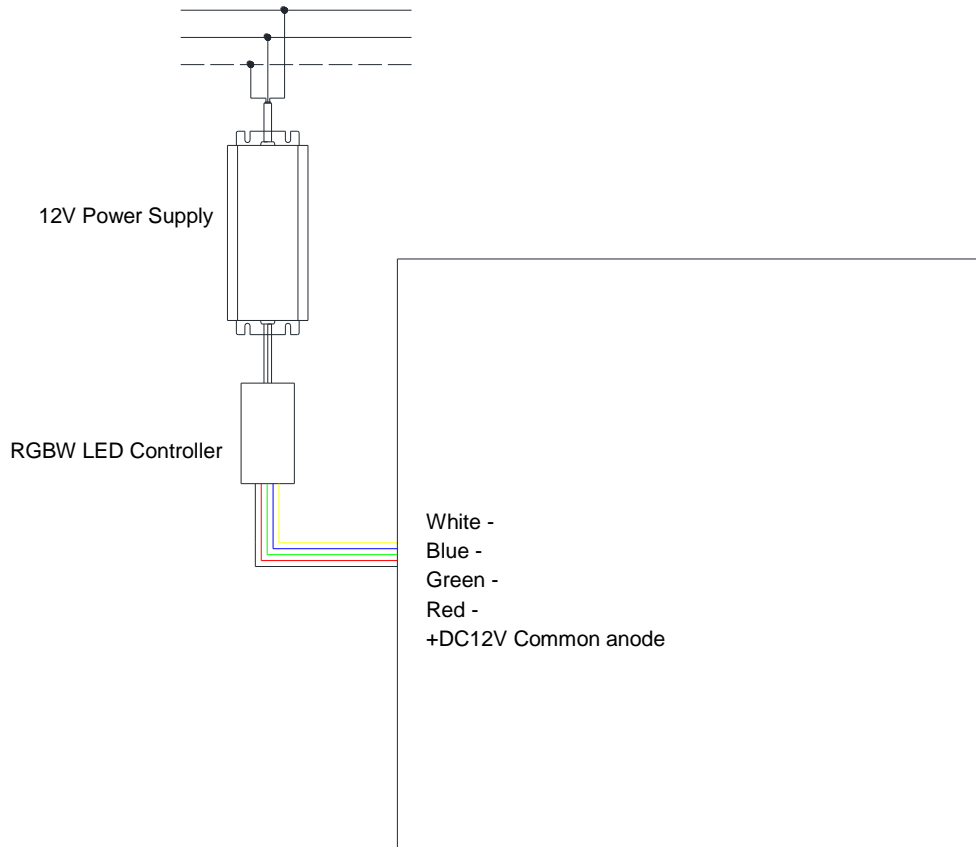 12V Power Supply
RGBW LED Controller
White -
Blue -
Green -
Red -
+DC12V Common anode